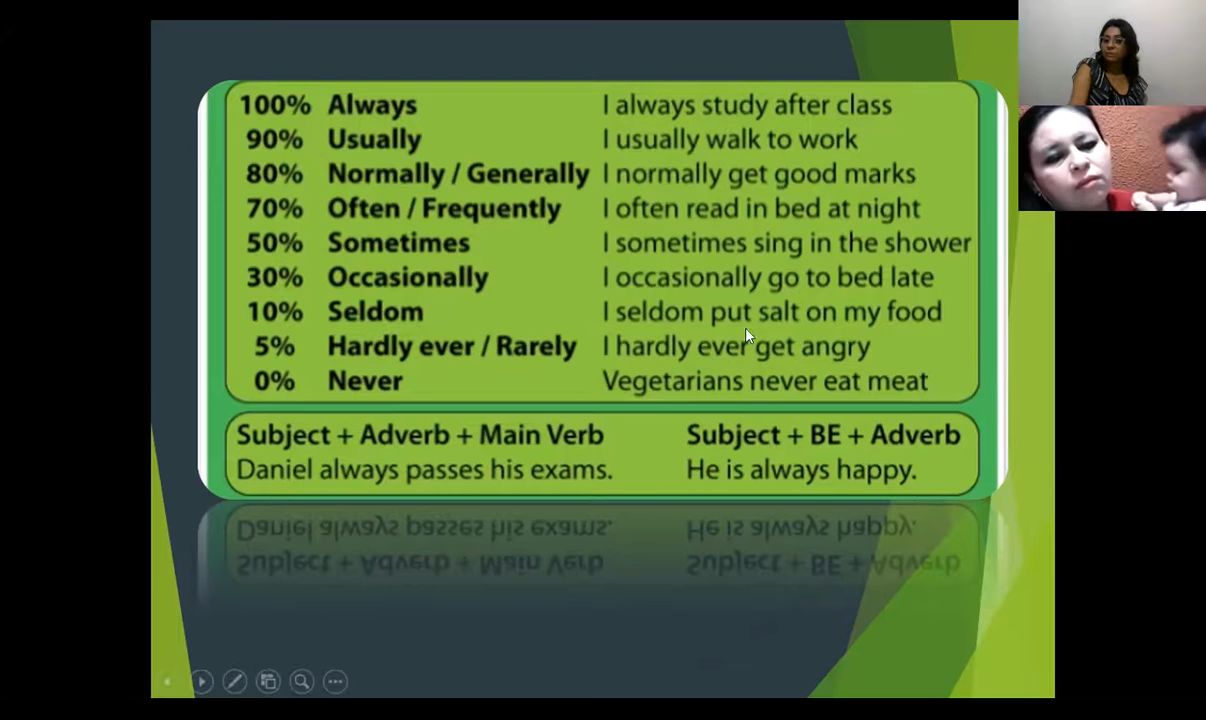 100% Always I always study after class
90% Usually I usually walk to work
80% Normally / Generally I normally get good marks
70% Often / Frequently I often read in bed at night
50% Sometimes I sometimes sing in the shower
30% Occasionally I occasionally go to bed late
10% Seldom I seldom put salt on my food
5% Hardly ever / Rarely I hardly ever get angry
0% Never Vegetarians never eat meat
Subject + Adverb + Main Verb Subject + BE + Adverb
Daniel always passes his exams. He is always happy.